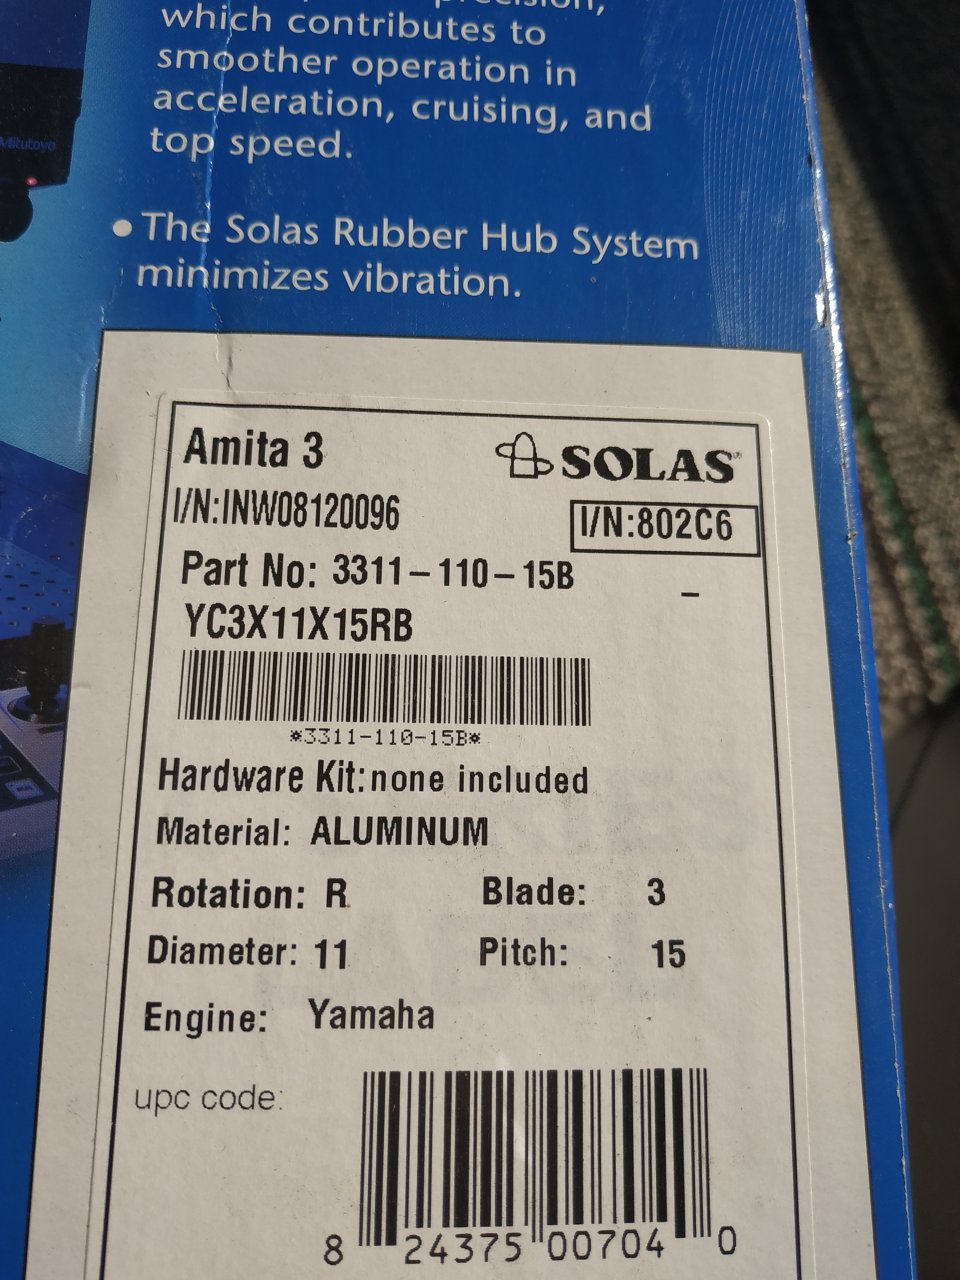 precision,
which contributes to
smoother operation in
acceleration, cruising, and
top speed.
Mitutoyo
• The Solas Rubber Hub System
minimizes vibration.
Amita 3
SOLAS
I/N:INW08120096
I/N:802C6
Part No: 3311-110-15B
–
YC3X11X15RB
*3311-110-15B*
Hardware Kit:none included
Material: ALUMINUM
Rotation: R Blade: 3
Diameter: 11 Pitch: 15
Engine: Yamaha
upc code:
8 24375 00704 0